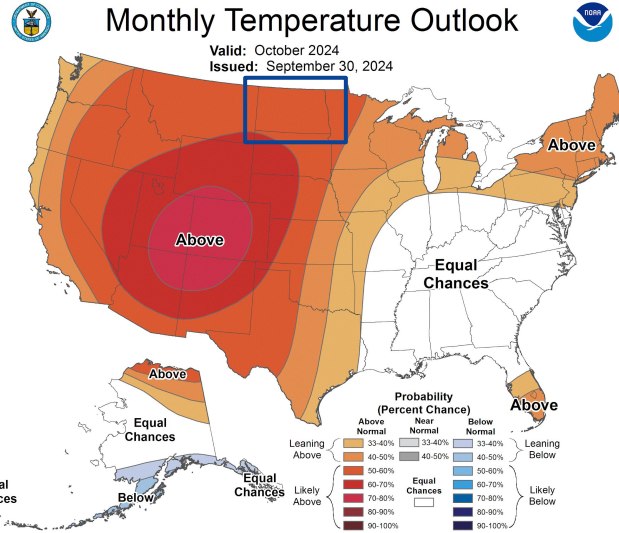 Monthly Temperature Outlook
NOAA
Valid: October 2024
Issued: September 30, 2024
Above
Above
Equal
Chances
Above
Above
Equal
Chances
Below
Equal
Chances
al
ces
Probability
(Percent Chance)
Above
Normal
Near
Normal
Below
Normal
Leaning
Above
33-40%
33-40%
33-40%
Leaning
Below
40-50%
40-50%
40-50%
Likely
Above
50-60%
50-60%
Likely
Below
60-70%
Equal
Chances
60-70%
70-80%
70-80%
80-90%
80-90%
90-100%
90-100%